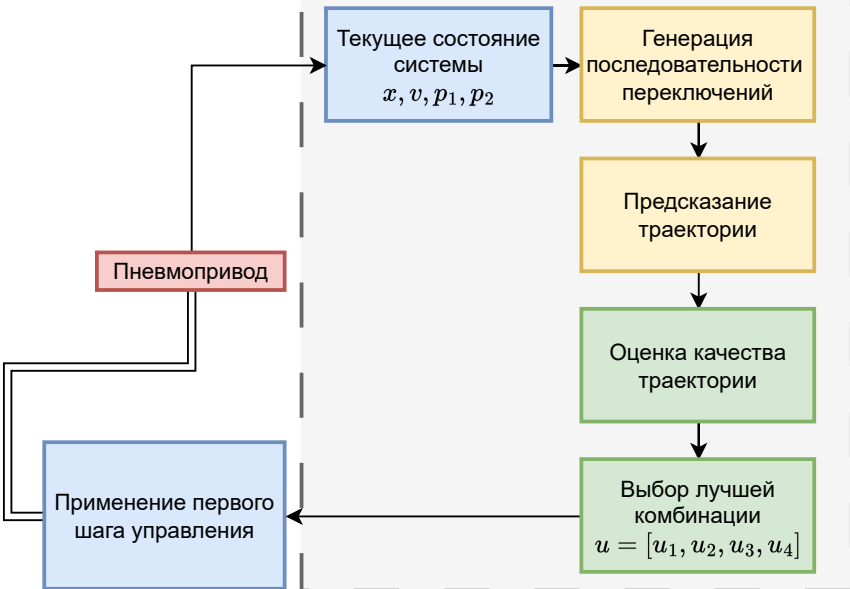 Текущее состояние
системы
x, v, p₁, p₂
Генерация
последовательности
переключений
Предсказание
траектории
Пневмопривод
Оценка качества
траектории
Выбор лучшей
комбинации
u = [u₁, u₂, u₃, u₄]
Применение первого
шага управления